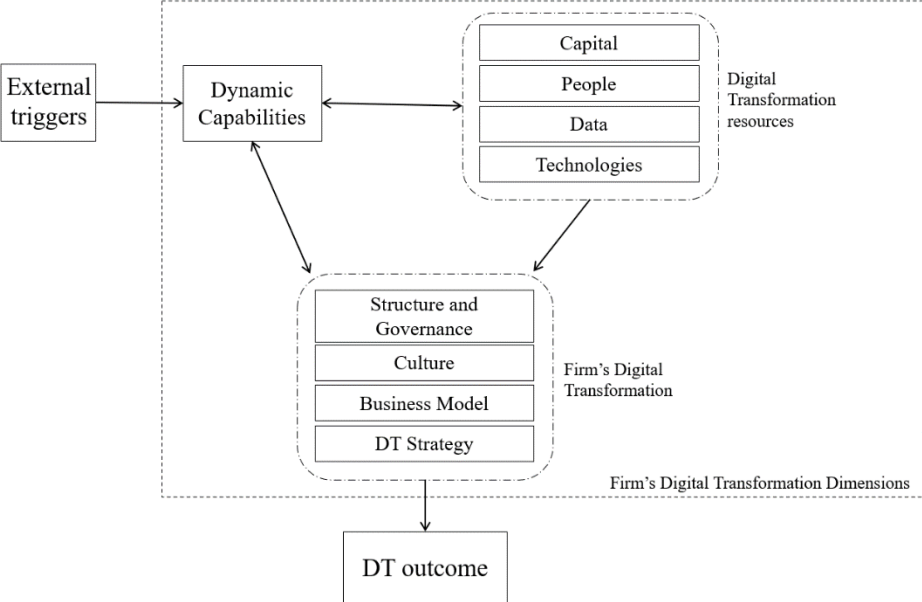 External
triggers
Dynamic
Capabilities
Capital
People
Data
Technologies
Digital
Transformation
resources
Structure and
Governance
Culture
Business Model
DT Strategy
Firm’s Digital
Transformation
Firm’s Digital Transformation Dimensions
DT outcome